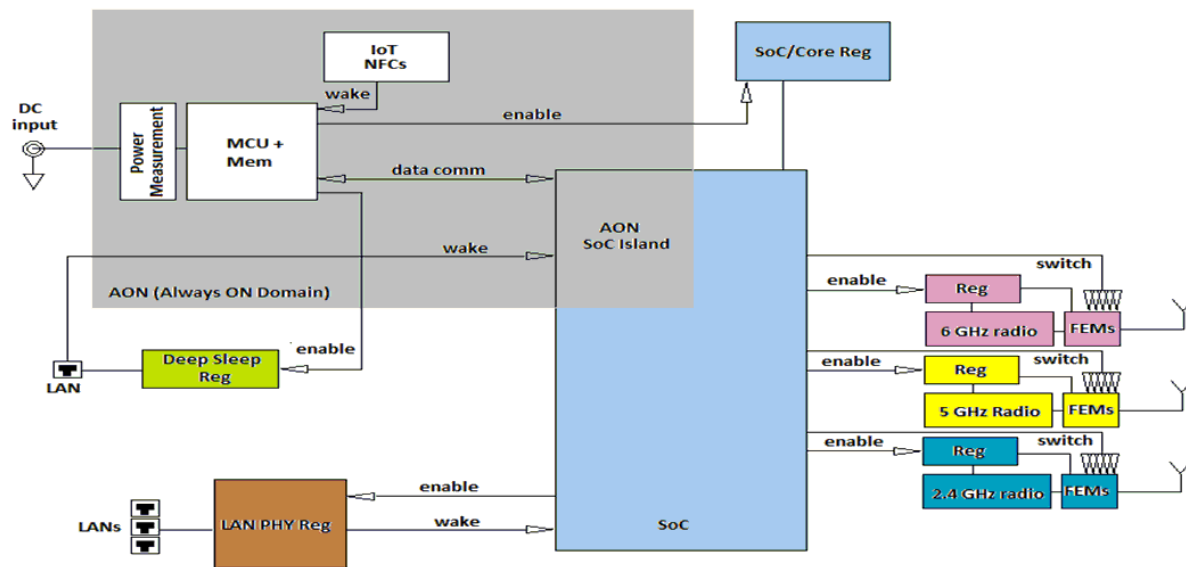 IoT
NFCs
SoC/Core Reg
wake
DC
input
enable
Power
Measurement
MCU +
Mem
data comm
AON
SoC Island
wake
switch
enable
Reg
AON (Always ON Domain)
6 GHz radio
FEMs
enable
Deep Sleep
Reg
LAN
switch
enable
Reg
5 GHz Radio
FEMs
switch
enable
Reg
enable
2.4 GHz radio
FEMs
LANs
LAN PHY Reg
wake
SoC